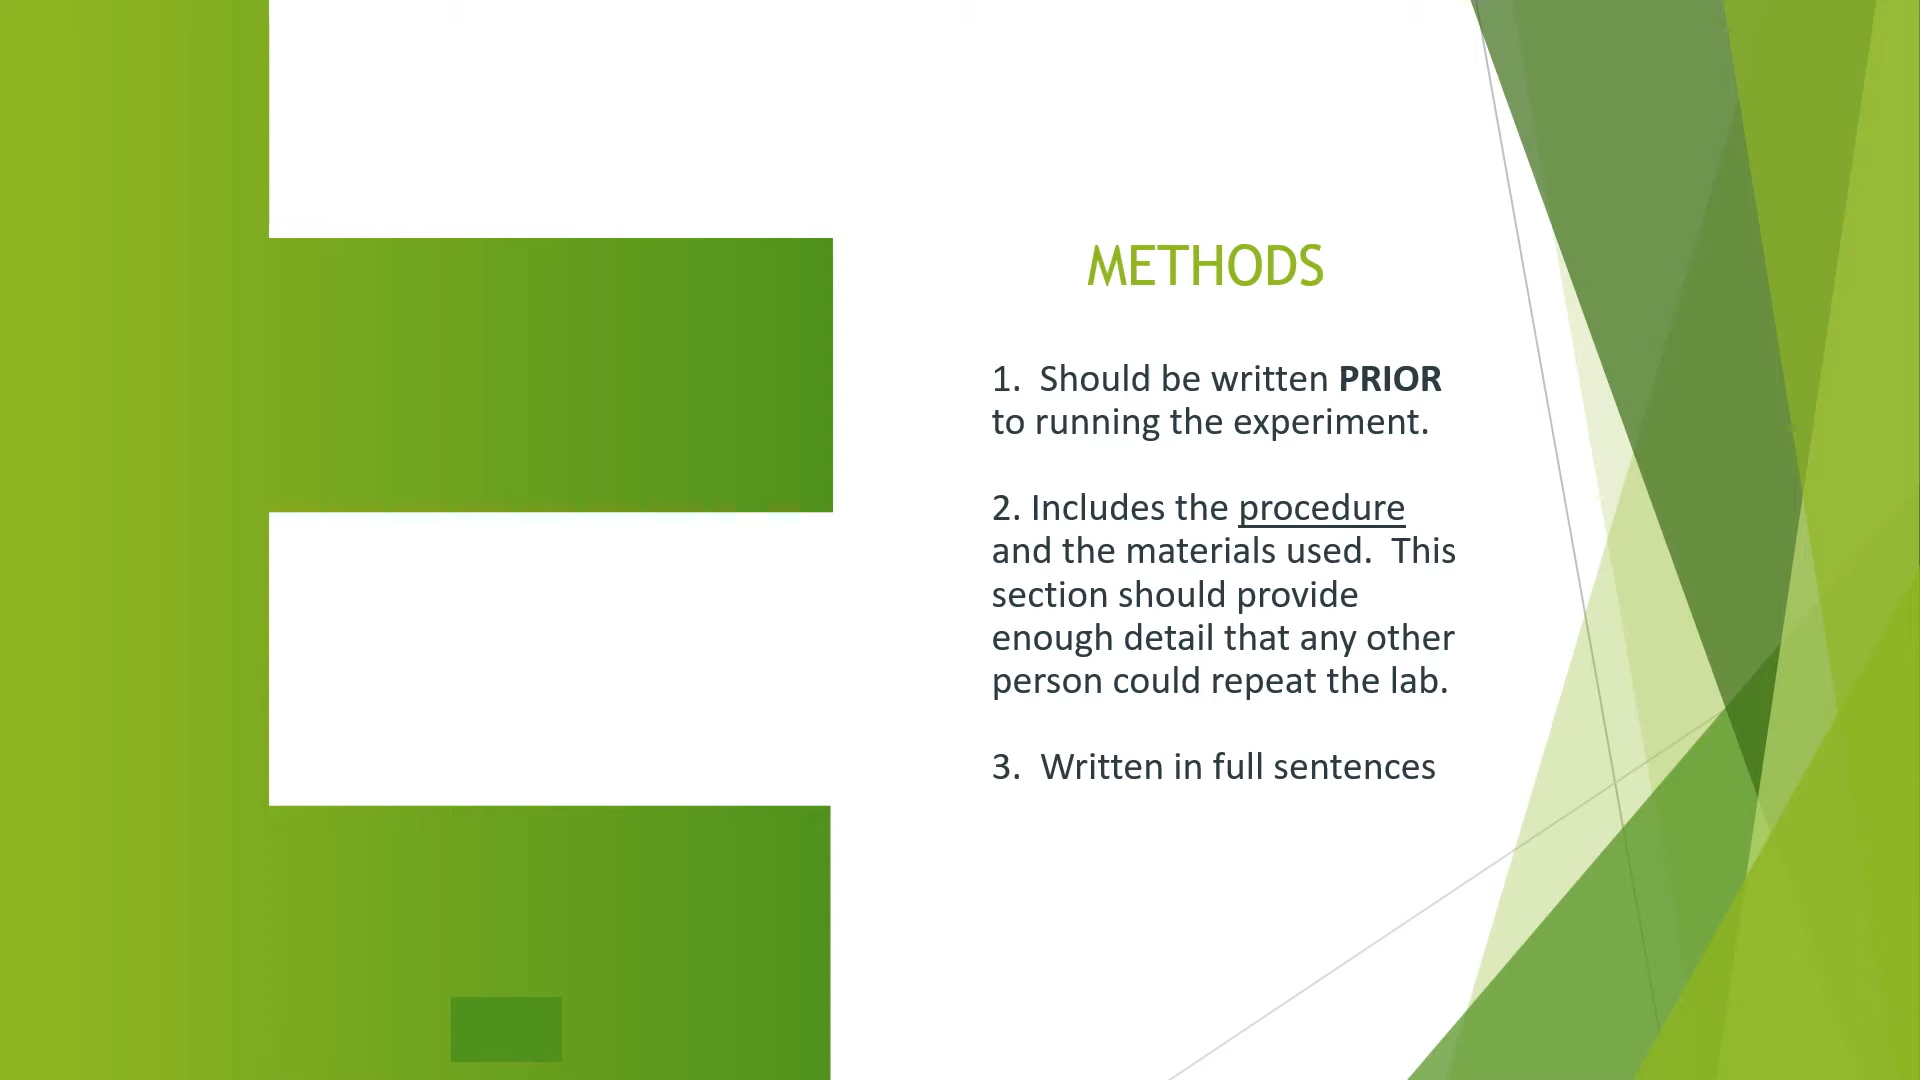 METHODS
1.  Should be written PRIOR
to running the experiment.
2. Includes the procedure
and the materials used.  This
section should provide
enough detail that any other
person could repeat the lab.
3.  Written in full sentences